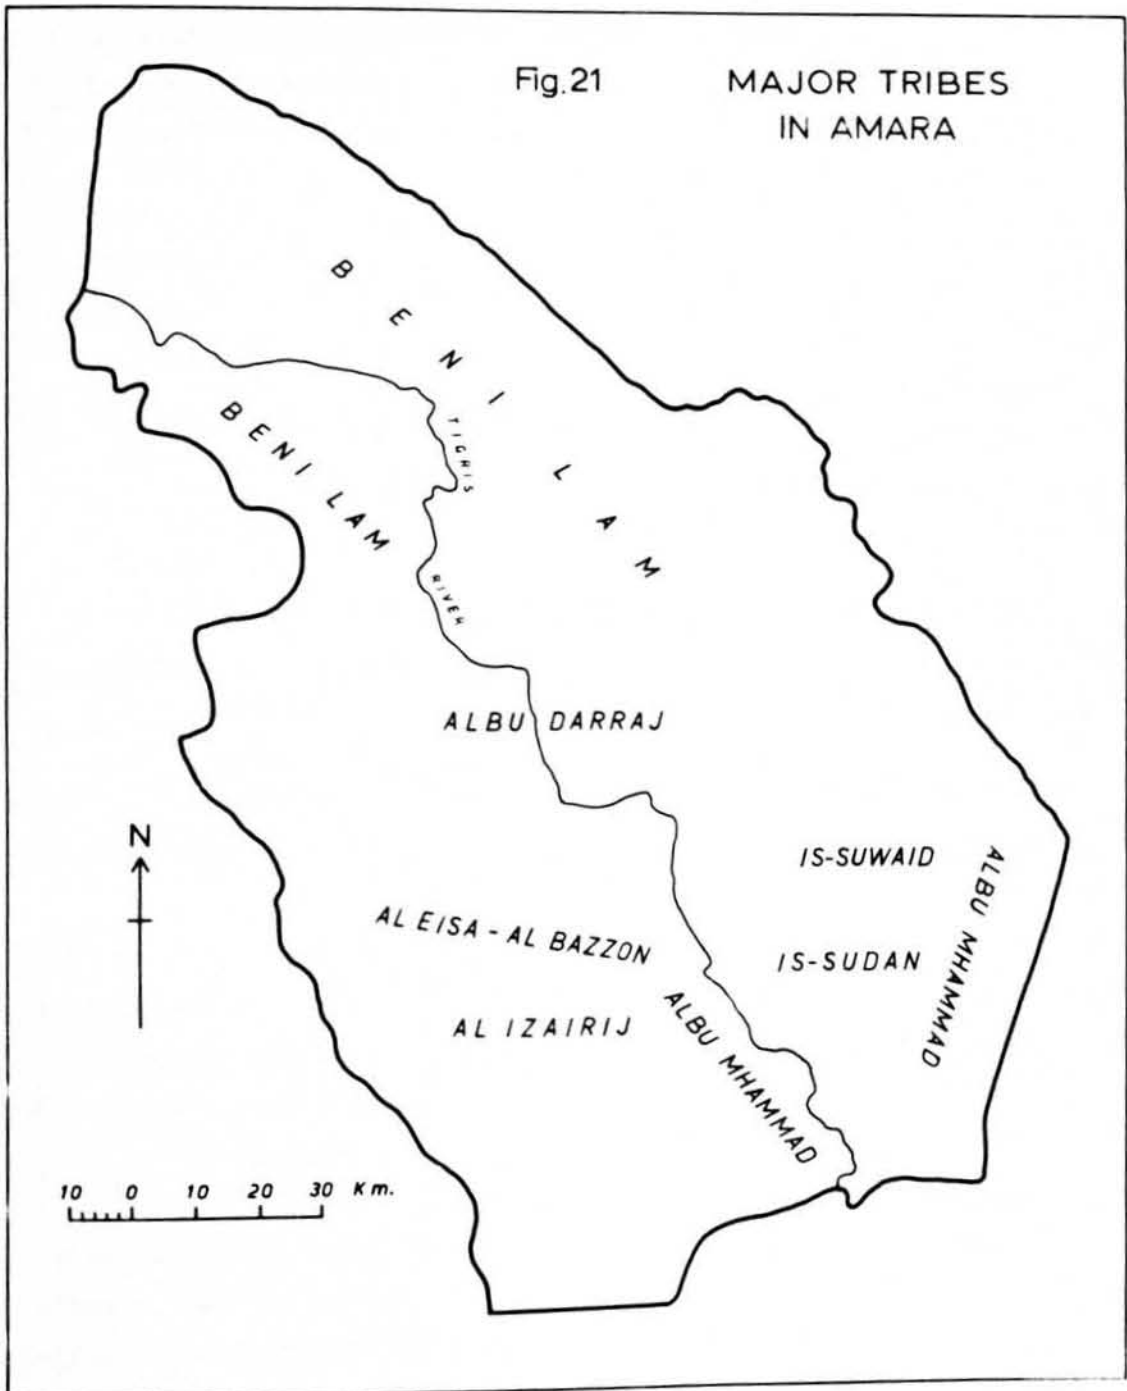 Fig.21
MAJOR TRIBES
IN AMARA
BENI LAM
BENI LAM
TIGRIS
RIVER
ALBU DARRAJ
N
IS-SUWAID
ALBU MHAMMAD
AL EISA - AL BAZZON
IS-SUDAN
AL IZAIRIJ
ALBU MHAMMAD
10 0 10 20 30 Km.